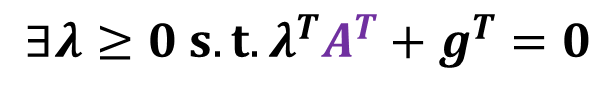 ∃λ ≥ 0 s.t. λᵀAᵀ + gᵀ = 0